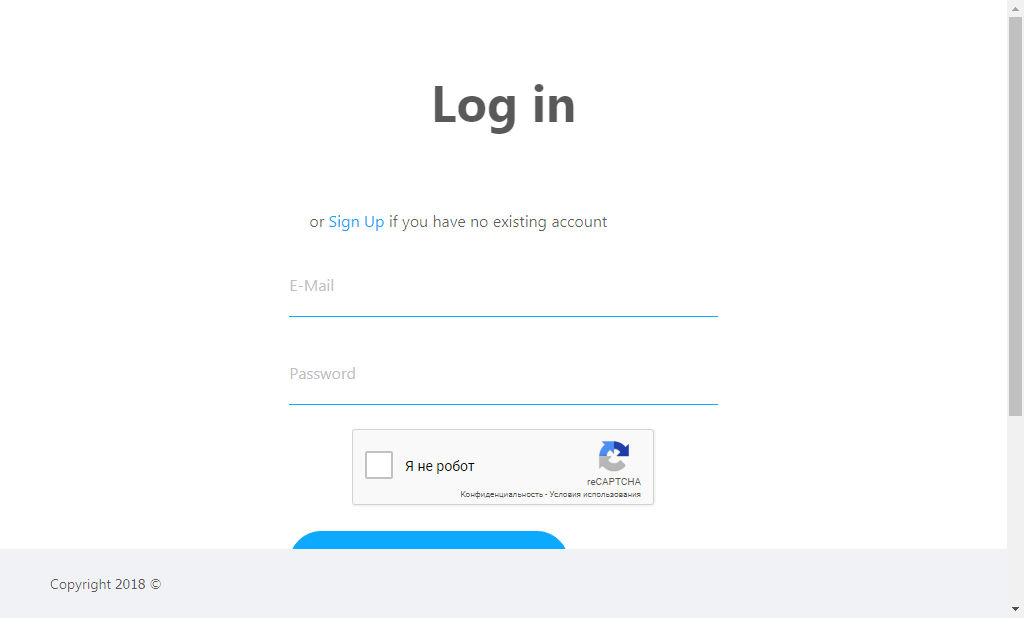 Log in
or Sign Up if you have no existing account
E-Mail
Password
Я не робот
reCAPTCHA
Конфиденциальность - Условия использования
Copyright 2018 ©